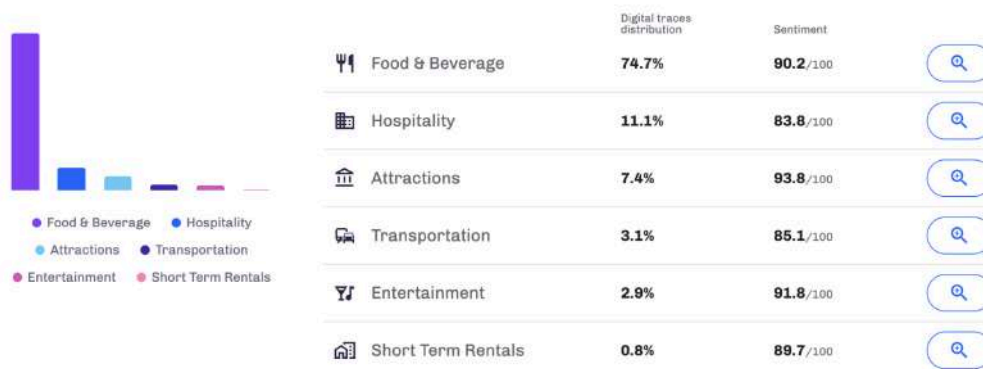 Digital traces
distribution
Sentiment
Food & Beverage 74.7% 90.2/100
Hospitality 11.1% 83.8/100
Attractions 7.4% 93.8/100
Transportation 3.1% 85.1/100
Entertainment 2.9% 91.8/100
Short Term Rentals 0.8% 89.7/100
Food & Beverage Hospitality
Attractions Transportation
Entertainment Short Term Rentals